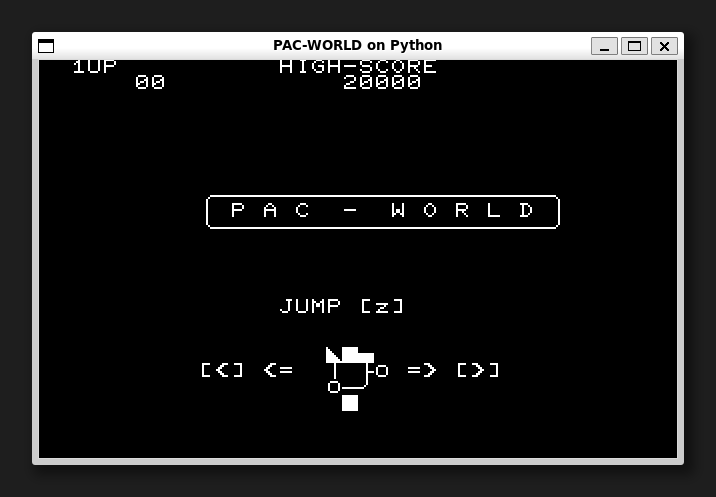 PAC-WORLD on Python
1UP HIGH-SCORE
00 20000
P A C - W O R L D
JUMP [z]
[<] <= => [>]